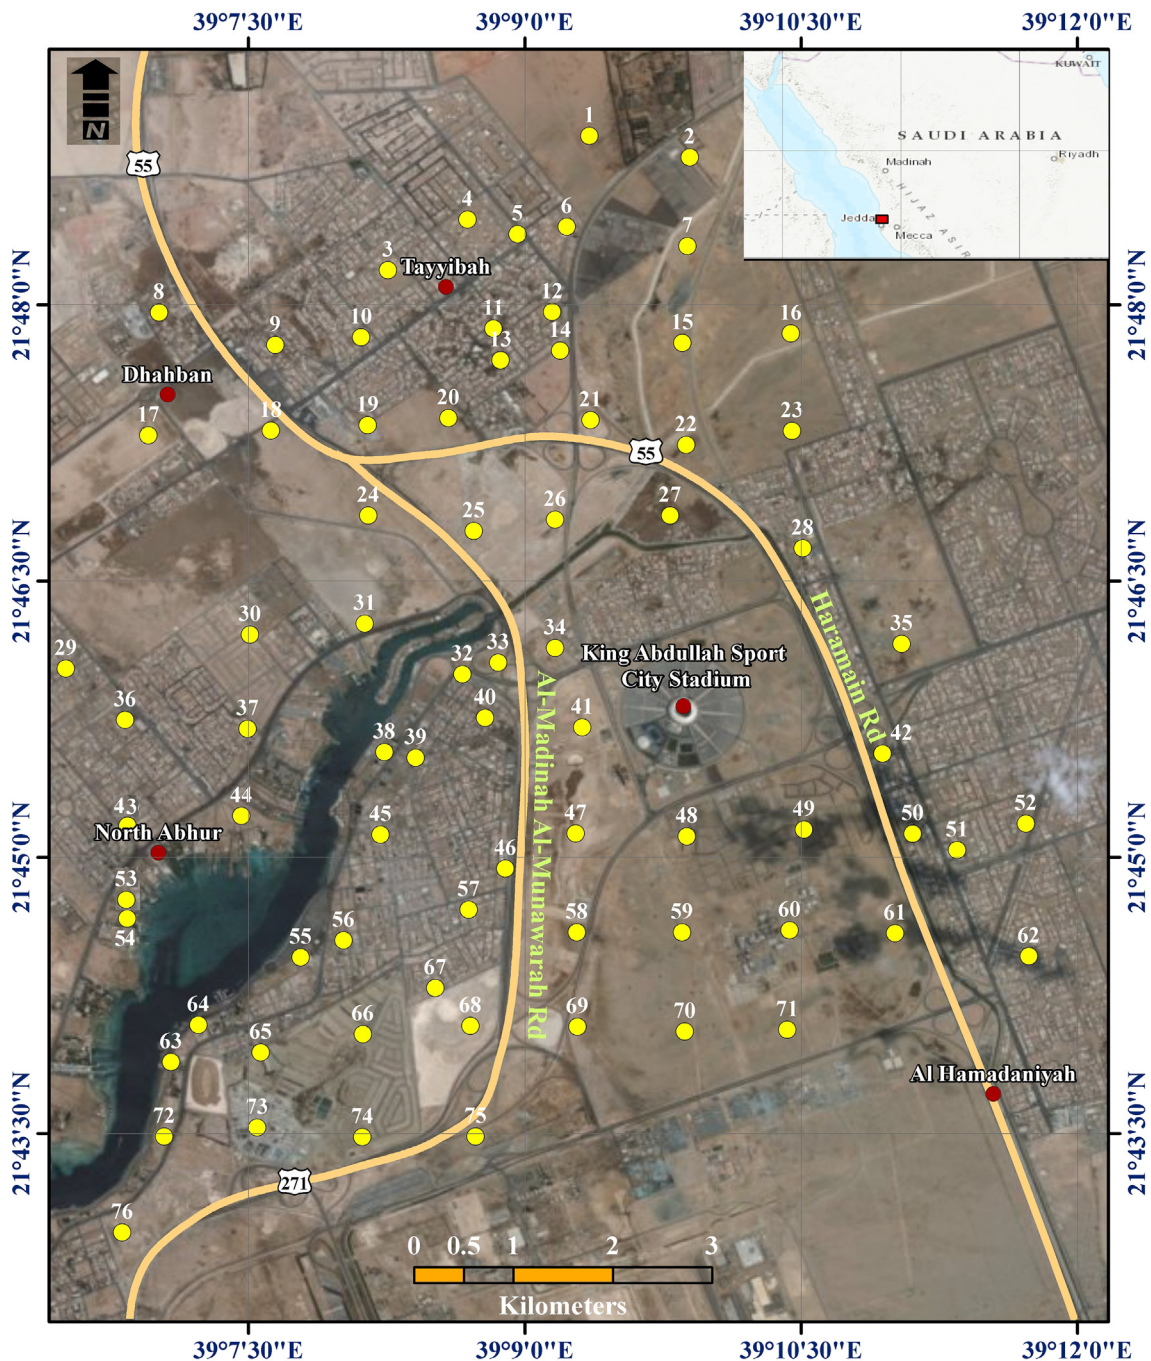 39°7'30"E 39°9'0"E 39°10'30"E 39°12'0"E
N
KUWAIT
SAUDI ARABIA
Madinah
Riyadh
HIJAZ ASIR
Jedda
Mecca
55
1
2
4
5
6
7
3
Tayyibah
21°48'0"N
21°48'0"N
8
9
10
11
12
13
14
15
16
Dhahban
17
18
19
20
21
22
23
55
24
25
26
27
28
21°46'30"N
21°46'30"N
Haramain Rd
29
30
31
32
33
34
35
King Abdullah Sport
City Stadium
Al-Madinah Al-Munawarah Rd
36
37
38
39
40
41
42
43
44
45
46
47
48
49
50
51
52
North Abhur
21°45'0"N
21°45'0"N
53
54
55
56
57
58
59
60
61
62
63
64
65
66
67
68
69
70
71
Al Hamadaniyah
72
73
74
75
21°43'30"N
21°43'30"N
271
76
0 0.5 1 2 3
Kilometers
39°7'30"E 39°9'0"E 39°10'30"E 39°12'0"E